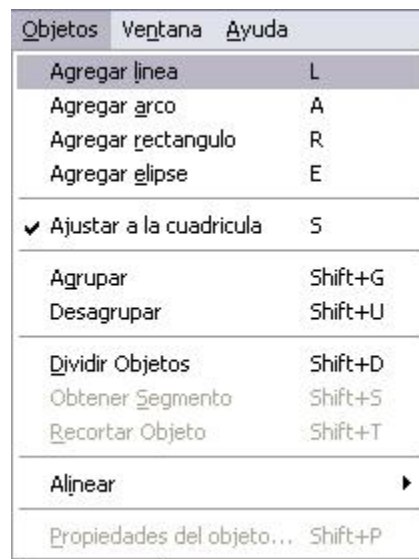 Objetos Ventana Ayuda
Agregar linea L
Agregar arco A
Agregar rectangulo R
Agregar elipse E
Ajustar a la cuadricula S
Agrupar Shift+G
Desagrupar Shift+U
Dividir Objetos Shift+D
Obtener Segmento Shift+S
Recortar Objeto Shift+T
Alinear
Propiedades del objeto... Shift+P